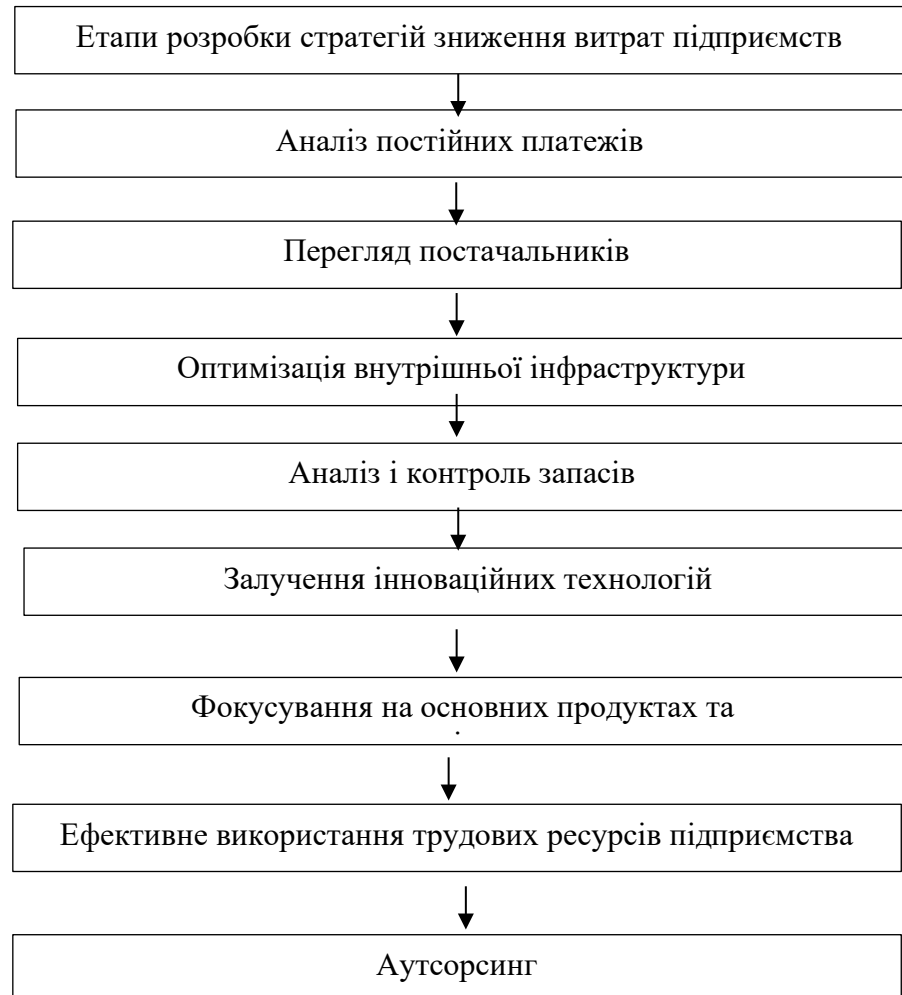 Етапи розробки стратегій зниження витрат підприємств
Аналіз постійних платежів
Перегляд постачальників
Оптимізація внутрішньої інфраструктури
Аналіз і контроль запасів
Залучення інноваційних технологій
Фокусування на основних продуктах та
Ефективне використання трудових ресурсів підприємства
Аутсорсинг